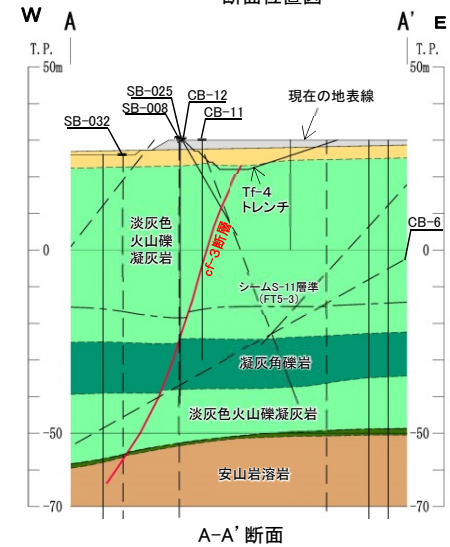 断面位置図
W A A' E
T.P. T.P.
50m 50m
SB-025
SB-008
CB-12
CB-11
現在の地表線
SB-032
Tf-4
トレンチ
淡灰色
火山礫
凝灰岩
cf-3断層
CB-6
0 0
シームS-11層準
(FT5-3)
凝灰角礫岩
淡灰色火山礫凝灰岩
-50 -50
安山岩溶岩
-70 -70
A-A'断面